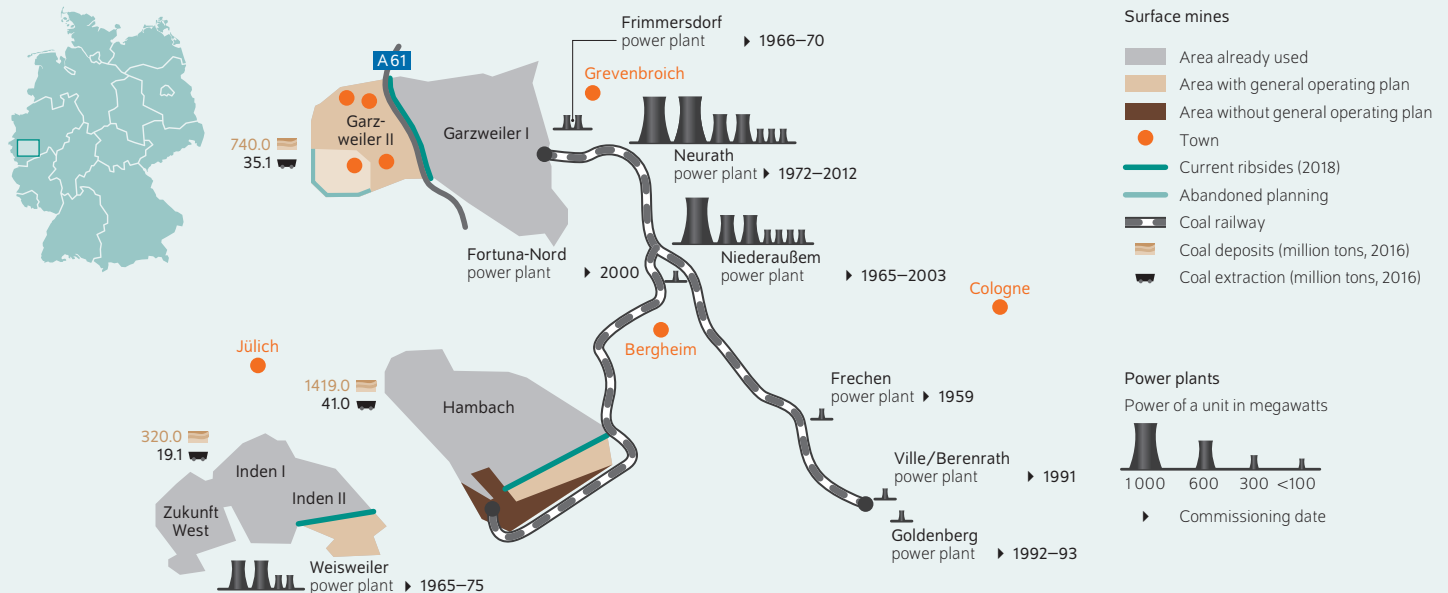 Frimmersdorf
power plant ▶ 1966–70
A 61
Grevenbroich
Garz-
weiler II
Garzweiler I
740.0
35.1
Neurath
power plant ▶ 1972–2012
Fortuna-Nord
power plant ▶ 2000
Niederaußem
power plant ▶ 1965–2003
Cologne
Bergheim
Jülich
1419.0
41.0
Hambach
Frechen
power plant ▶ 1959
320.0
19.1
Inden I
Inden II
Zukunft
West
Ville/Berenrath
power plant ▶ 1991
Goldenberg
power plant ▶ 1992–93
Weisweiler
power plant ▶ 1965–75
Surface mines
Area already used
Area with general operating plan
Area without general operating plan
Town
Current ribsides (2018)
Abandoned planning
Coal railway
Coal deposits (million tons, 2016)
Coal extraction (million tons, 2016)
Power plants
Power of a unit in megawatts
1 000 600 300 <100
▶ Commissioning date